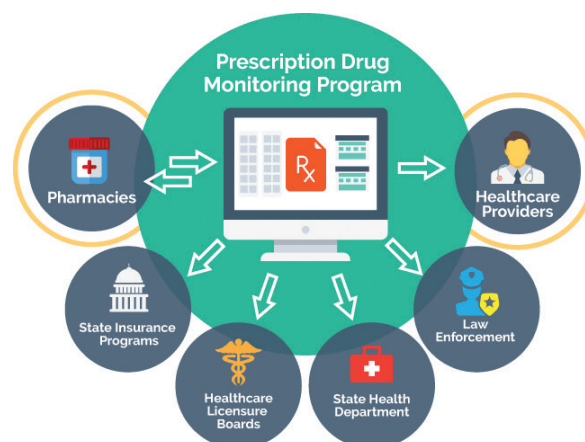 Prescription Drug
Monitoring Program
Rx
Pharmacies
Healthcare
Providers
State Insurance
Programs
Law
Enforcement
Healthcare
Licensure
Boards
State Health
Department